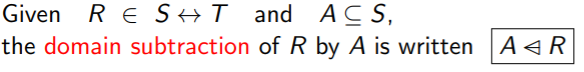 Given R ∈ S ↔ T and A ⊆ S,
the domain subtraction of R by A is written A ⩤ R